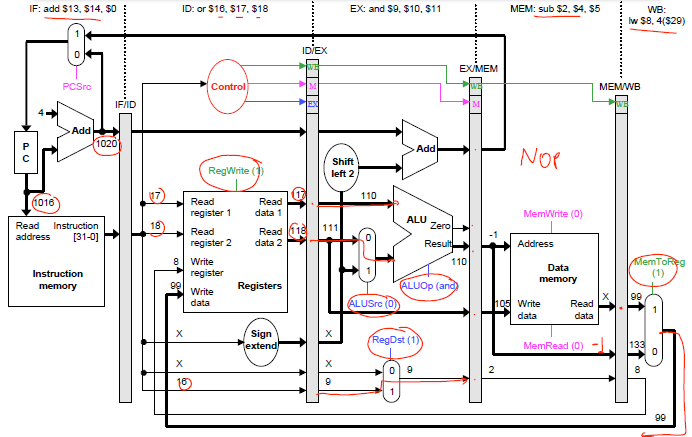 IF: add $13, $14, $0
ID: or $16, $17, $18
EX: and $9, $10, $11
MEM: sub $2, $4, $5
WB:
lw $8, 4($29)
1
0
PCSrc
4
Add
P
C
1020
1016
IF/ID
Control
ID/EX
WB
M
EX
EX/MEM
WB
M
MEM/WB
WB
NOP
Shift
left 2
Add
RegWrite (1)
17
18
8
99
Read
register 1
Read
register 2
Write
register
Write
data
Read
data 1
Read
data 2
Registers
117
118
110
111
0
1
ALUSrc (0)
ALU
Zero
Result
ALUOp (and)
110
-1
105
MemWrite (0)
Address
Data
memory
Write
data
Read
data
MemRead (0)
-1
X
99
133
MemToReg
(1)
1
0
Read
address
Instruction
[31-0]
Instruction
memory
Sign
extend
X
X
16
X
X
9
RegDst (1)
0
1
9
2
8
99